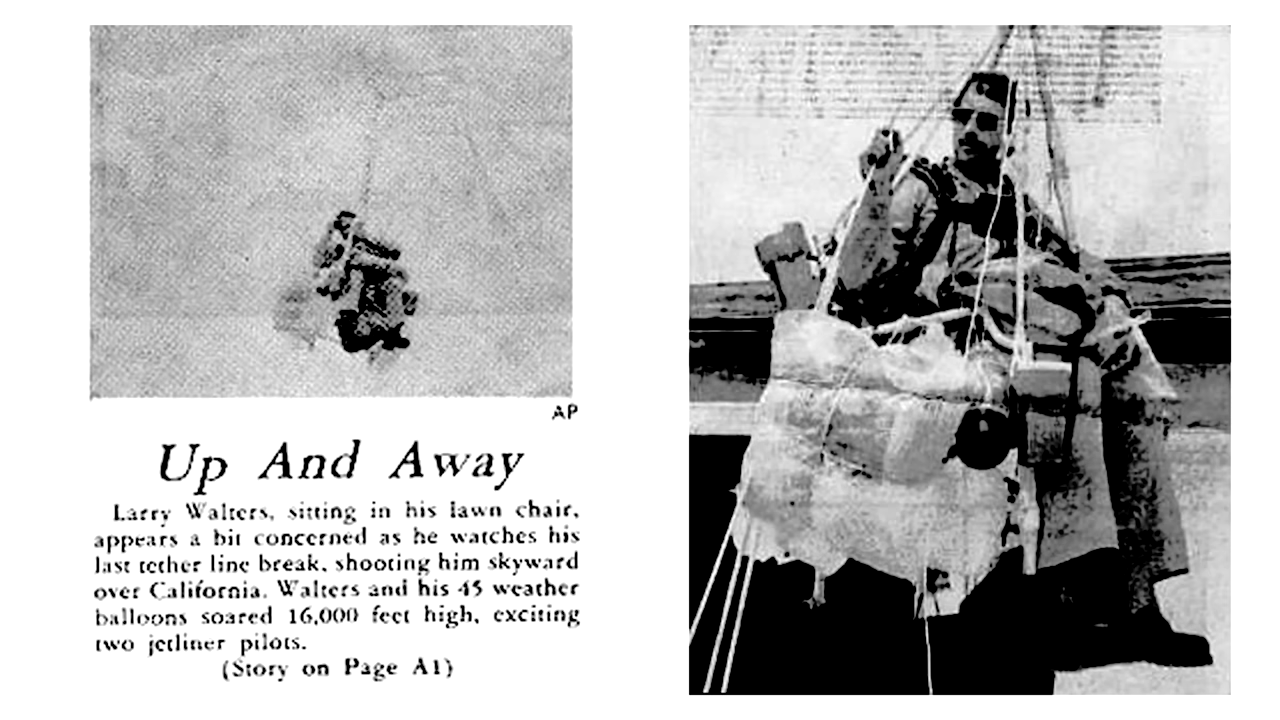 AP
Up And Away
Larry Walters, sitting in his lawn chair,
appears a bit concerned as he watches his
last tether line break, shooting him skyward
over California. Walters and his 45 weather
balloons soared 16,000 feet high, exciting
two jetliner pilots.
(Story on Page A1)